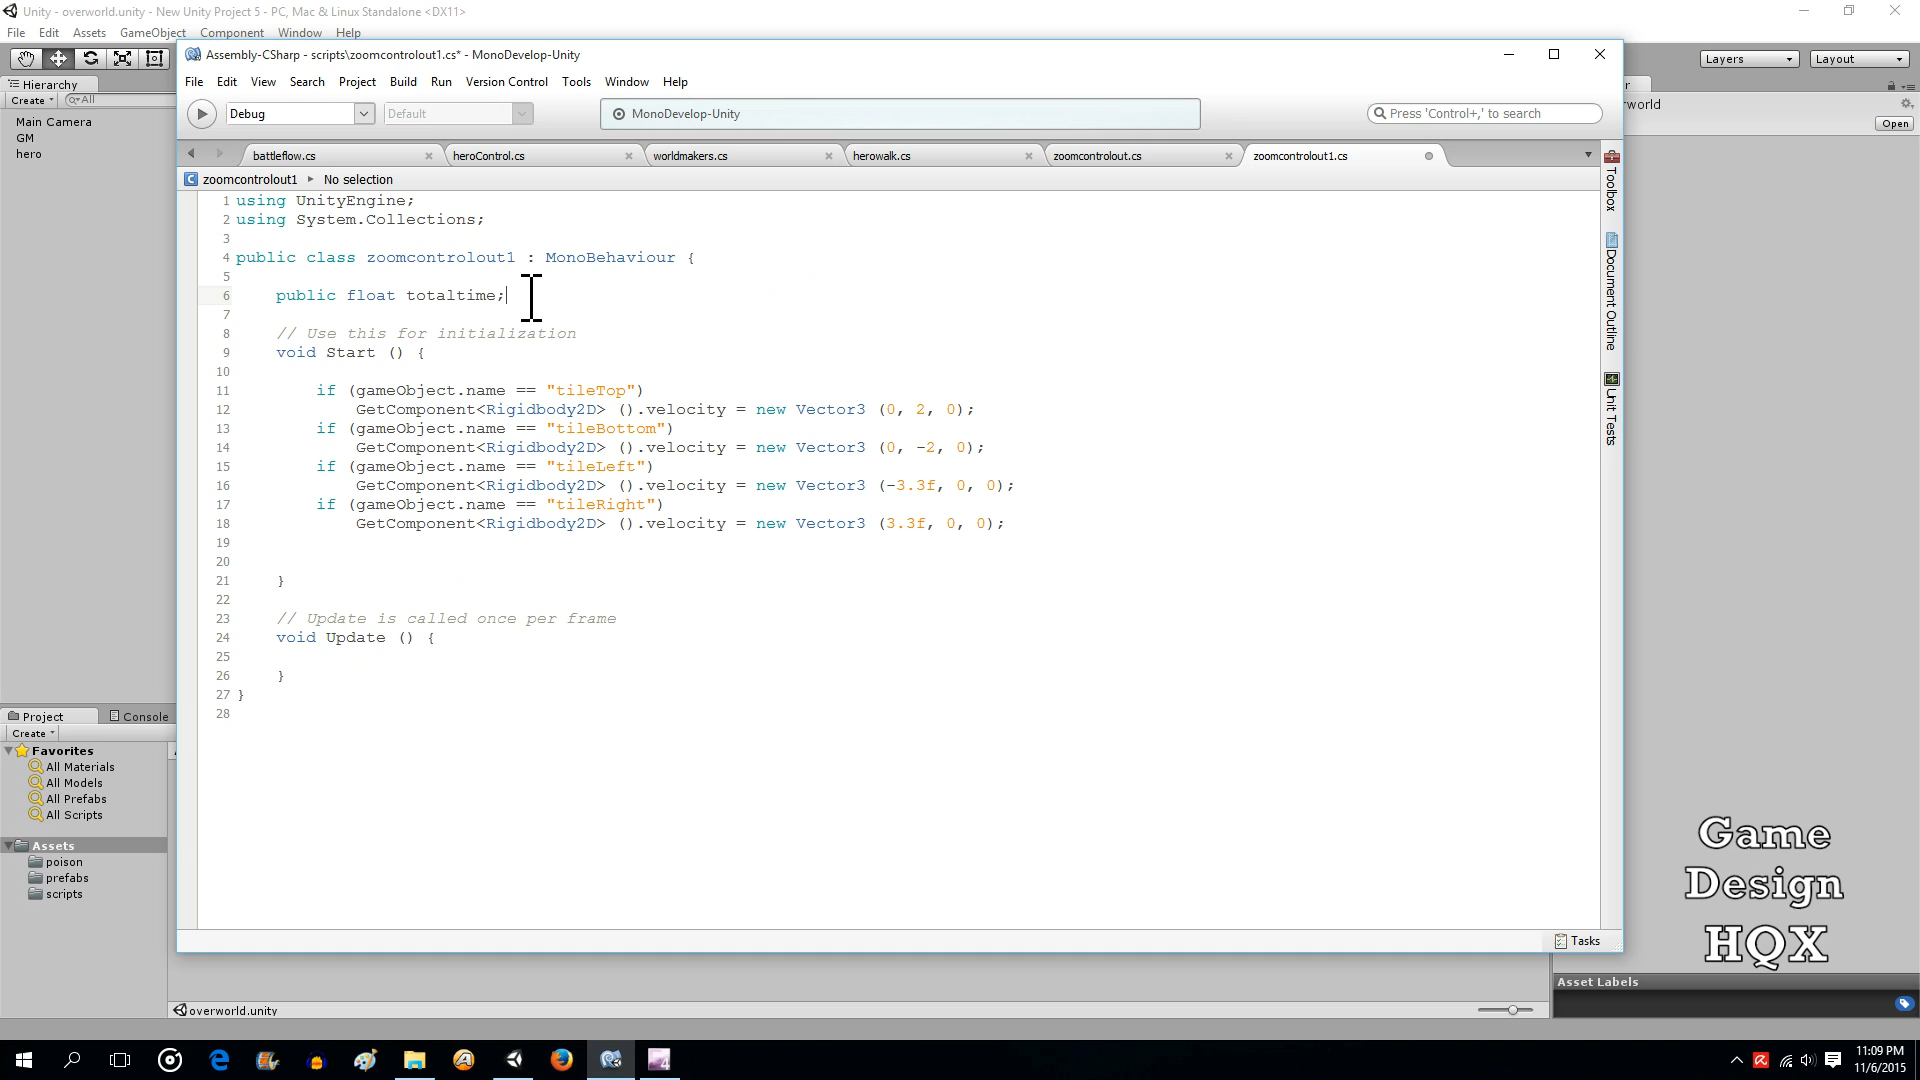 Unity - overworld.unity - New Unity Project 5 - PC, Mac & Linux Standalone <DX11>
File Edit Assets GameObject Component Window Help
Layers
Layout
Hierarchy
Create
All
Main Camera
GM
hero
Assembly-CSharp - scripts\zoomcontrolout1.cs* - MonoDevelop-Unity
File Edit View Search Project Build Run Version Control Tools Window Help
Debug
Default
MonoDevelop-Unity
Press 'Control+,' to search
battleflow.cs
heroControl.cs
worldmakers.cs
herowalk.cs
zoomcontrolout.cs
zoomcontrolout1.cs
zoomcontrolout1 No selection
1 using UnityEngine;
2 using System.Collections;
3
4 public class zoomcontrolout1 : MonoBehaviour {
5
6 public float totaltime;
7
8 // Use this for initialization
9 void Start () {
10
11 if (gameObject.name == "tileTop")
12 GetComponent<Rigidbody2D> ().velocity = new Vector3 (0, 2, 0);
13 if (gameObject.name == "tileBottom")
14 GetComponent<Rigidbody2D> ().velocity = new Vector3 (0, -2, 0);
15 if (gameObject.name == "tileLeft")
16 GetComponent<Rigidbody2D> ().velocity = new Vector3 (-3.3f, 0, 0);
17 if (gameObject.name == "tileRight")
18 GetComponent<Rigidbody2D> ().velocity = new Vector3 (3.3f, 0, 0);
19
20
21 }
22
23 // Update is called once per frame
24 void Update () {
25
26 }
27 }
28
Toolbox
Document Outline
Unit Tests
Tasks
r
world
Open
Project
Console
Create
Favorites
All Materials
All Models
All Prefabs
All Scripts
Assets
poison
prefabs
scripts
overworld.unity
Game
Design
HQX
Asset Labels
11:09 PM
11/6/2015